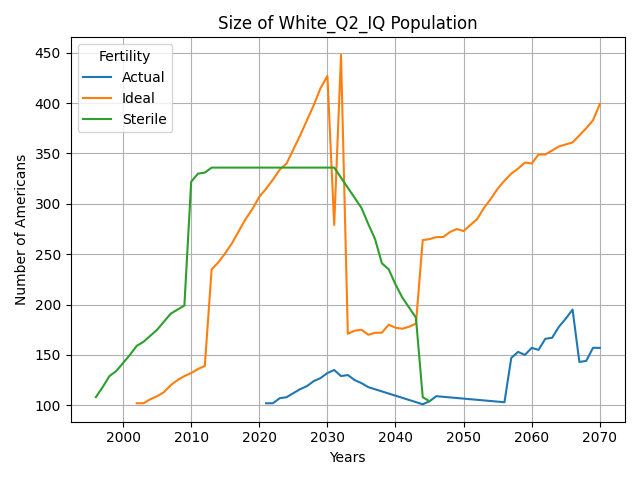 Size of White_Q2_IQ Population
Number of Americans
450
400
350
300
250
200
150
100
Fertility
Actual
Ideal
Sterile
2000
2010
2020
2030
2040
2050
2060
2070
Years